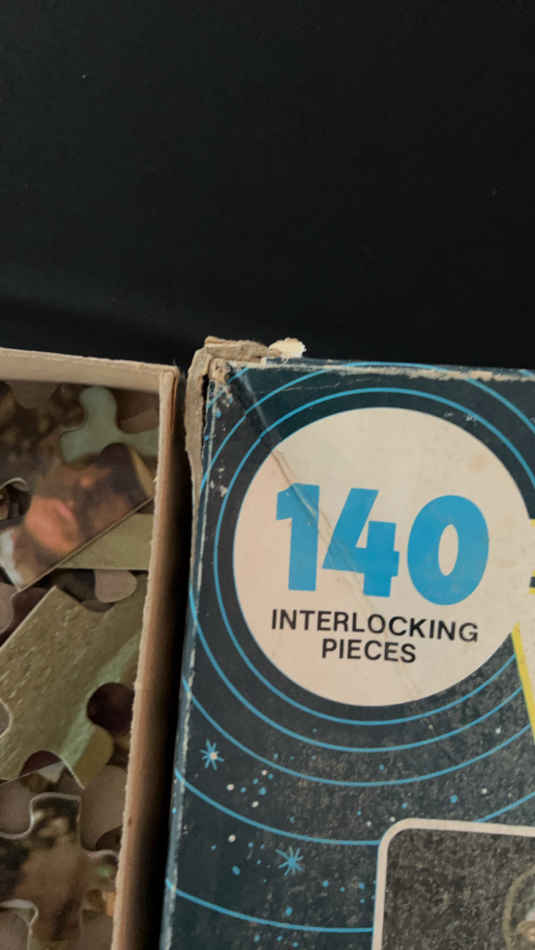 140
INTERLOCKING
PIECES